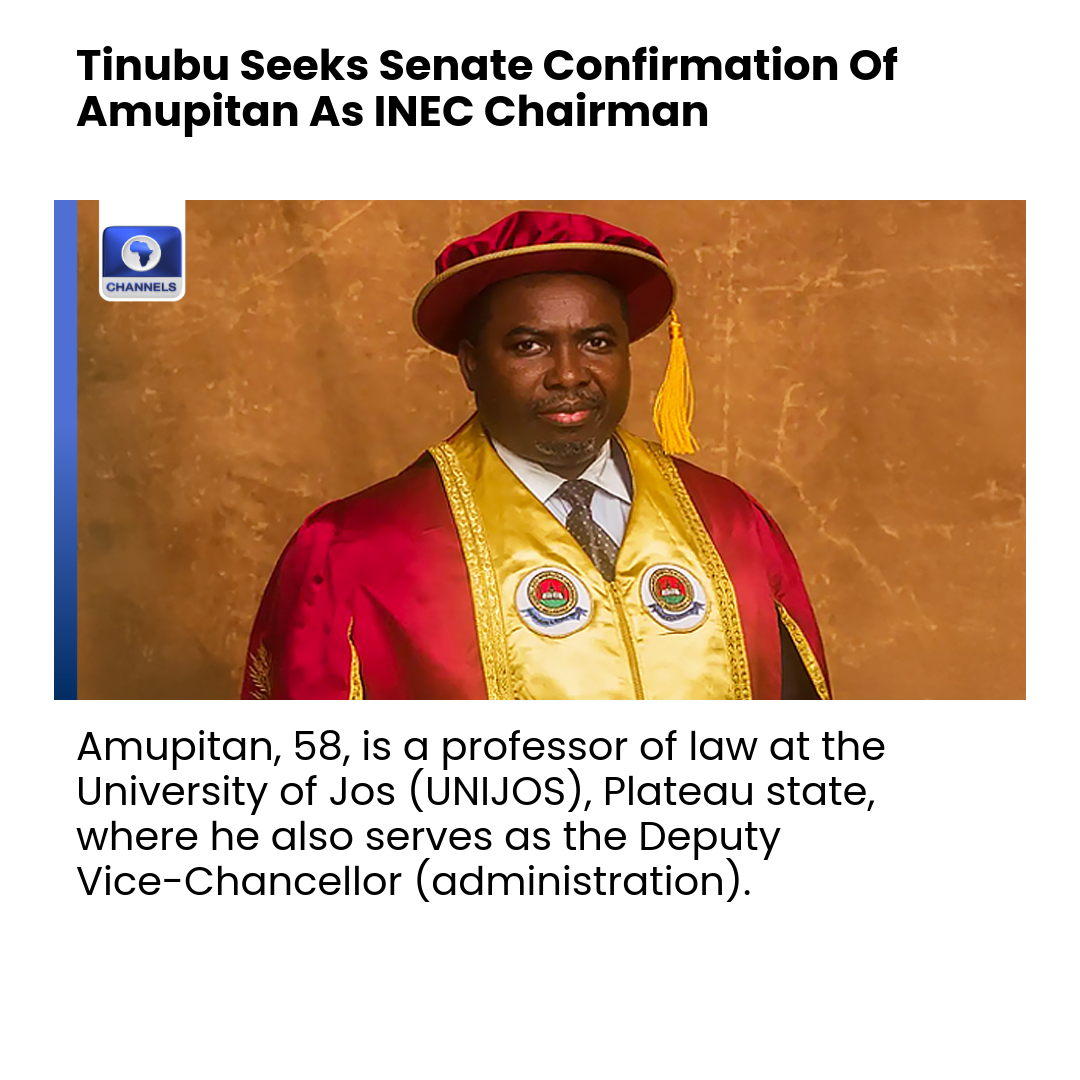 Tinubu Seeks Senate Confirmation Of
Amupitan As INEC Chairman
CHANNELS
Amupitan, 58, is a professor of law at the
University of Jos (UNIJOS), Plateau state,
where he also serves as the Deputy
Vice-Chancellor (administration).